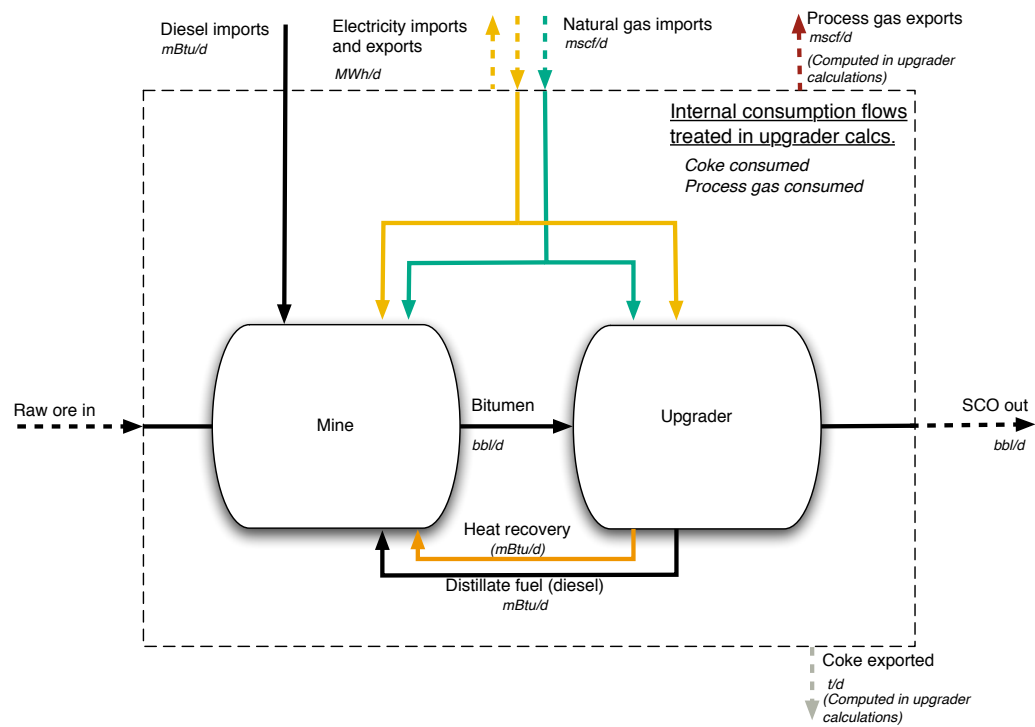 Diesel imports
mBtu/d
Electricity imports
and exports
MWh/d
Natural gas imports
mscf/d
Process gas exports
mscf/d
(Computed in upgrader
calculations)
Internal consumption flows
treated in upgrader calcs.
Coke consumed
Process gas consumed
Raw ore in
Mine
Bitumen
bbl/d
Upgrader
SCO out
bbl/d
Heat recovery
(mBtu/d)
Distillate fuel (diesel)
mBtu/d
Coke exported
t/d
(Computed in upgrader
calculations)